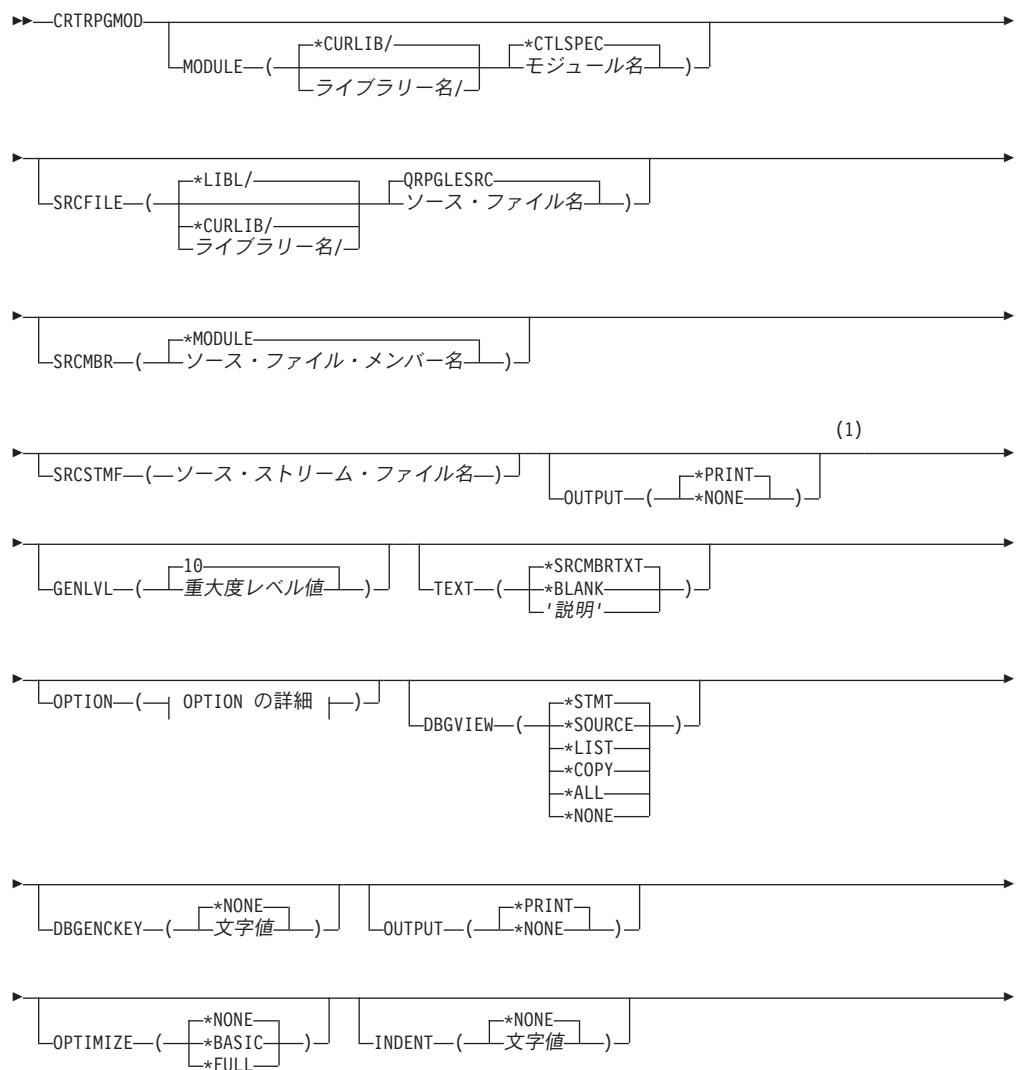 CRTRPGMOD
MODULE ( *CURLIB/ *CTLSPEC )
ライブラリー名/ モジュール名
SRCFILE ( *LIBL/ QRPGLESRC )
*CURLIB/ ソース・ファイル名
ライブラリー名/
SRCMBR ( *MODULE )
ソース・ファイル・メンバー名
(1)
SRCSTMF ( ソース・ストリーム・ファイル名 ) OUTPUT ( *PRINT )
*NONE
GENLVL ( 10 ) TEXT ( *SRCMBRTXT )
重大度レベル値 *BLANK
'説明'
OPTION ( OPTION の詳細 ) DBGVIEW ( *STMT )
*SOURCE
*LIST
*COPY
*ALL
*NONE
DBGENCKEY ( *NONE ) OUTPUT ( *PRINT )
文字値 *NONE
OPTIMIZE ( *NONE ) INDENT ( *NONE )
*BASIC 文字値
*FULL